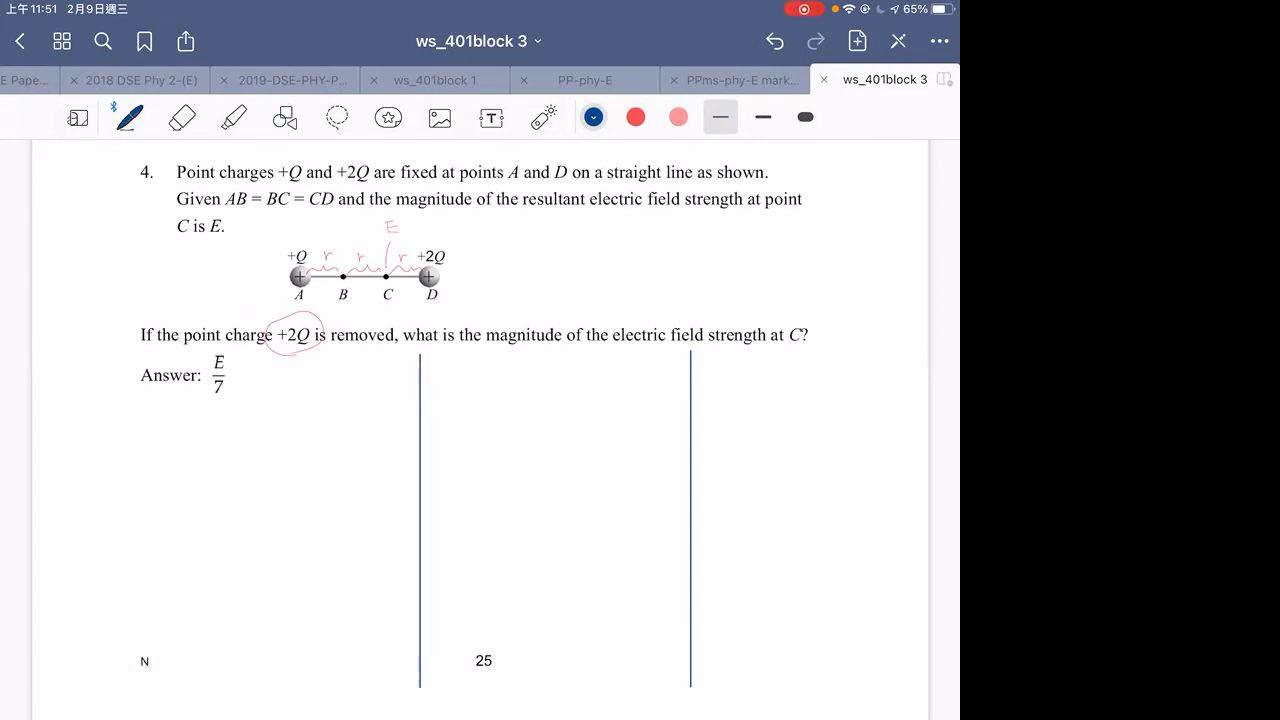 上午11:51 2月9日週三
65%
ws_401block 3
E Pape...
2018 DSE Phy 2-(E)
2019-DSE-PHY-P...
ws_401block 1
PP-phy-E
PPms-phy-E mark...
ws_401block 3
4. Point charges +Q and +2Q are fixed at points A and D on a straight line as shown.
Given AB = BC = CD and the magnitude of the resultant electric field strength at point
C is E.
E
+Q r r r +2Q
A B C D
If the point charge +2Q is removed, what is the magnitude of the electric field strength at C?
Answer: E
7
N 25